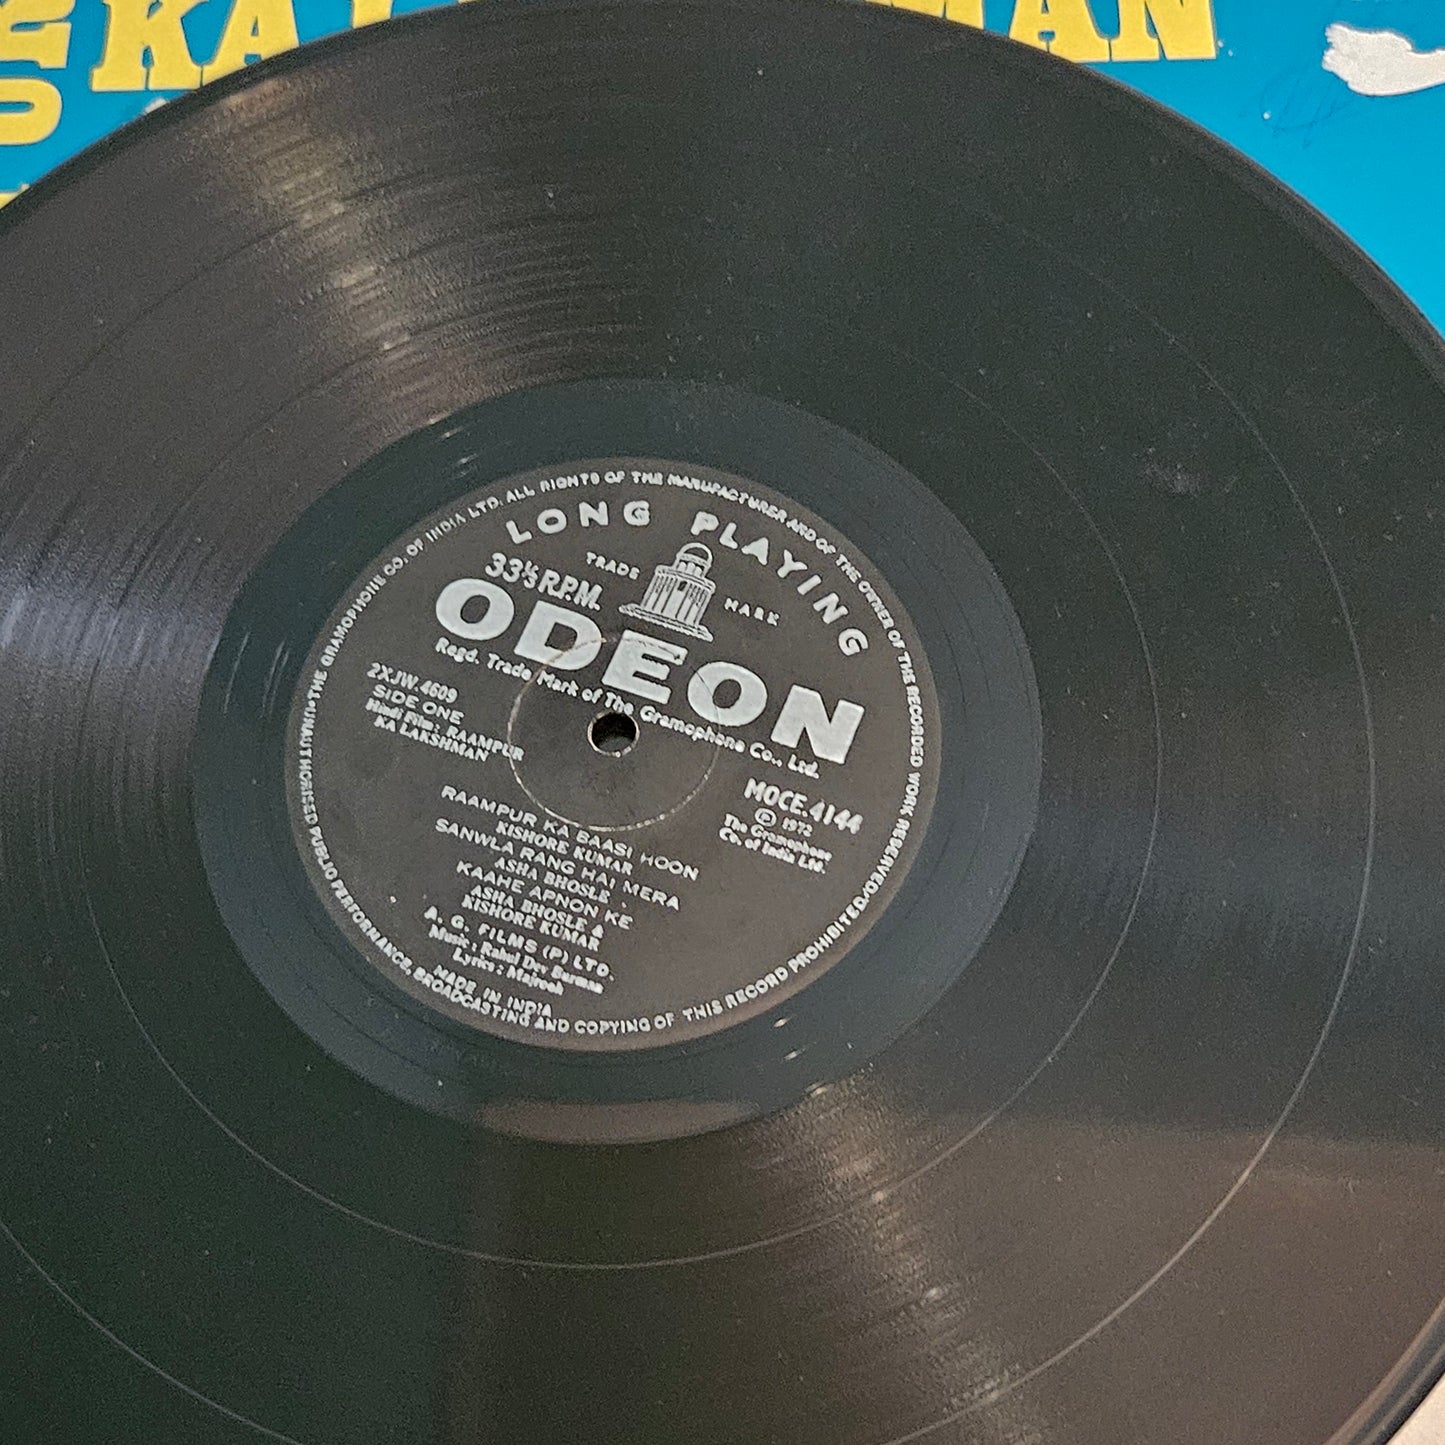 KA
MAN
THE GRAMOPHONE CO. OF INDIA LTD. ALL RIGHTS OF THE MANUFACTURER AND OF THE OWNER OF THE RECORDED WORK RESERVED/UNAUTHORISED PUBLIC PERFORMANCE, BROADCASTING AND COPYING OF THIS RECORD PROHIBITED/
LONG PLAYING
33⅓ R.P.M.
TRADE MARK
ODEON
Regd. Trade Mark of The Gramophone Co., Ltd.
2XJW.4609
SIDE ONE
Hindi Film: RAAMPUR
KA LAKSHMAN
MOCE.4144
Ⓟ 1972
The Gramophone
Co. of India Ltd.
RAAMPUR KA BAASI HOON
KISHORE KUMAR
SANWLA RANG HAI MERA
ASHA BHOSLE
KAAHE APNON KE
ASHA BHOSLE &
KISHORE KUMAR
A. G. FILMS (P) LTD.
Music : Rahul Dev Burman
Lyrics : Majrooh
MADE IN INDIA